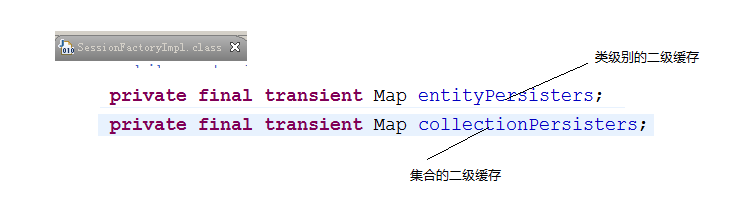 SessionFactoryImpl.class
类级别的二级缓存
private final transient Map entityPersisters;
private final transient Map collectionPersisters;
集合的二级缓存